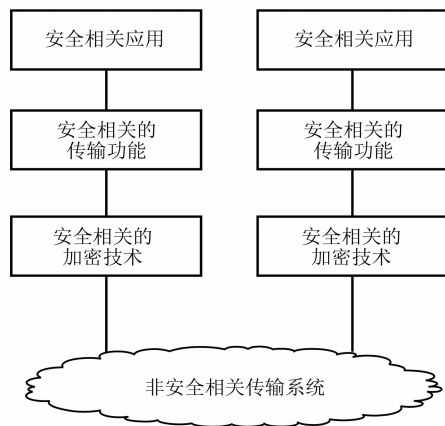 安全相关应用
安全相关应用
安全相关的
传输功能
安全相关的
传输功能
安全相关的
加密技术
安全相关的
加密技术
非安全相关传输系统